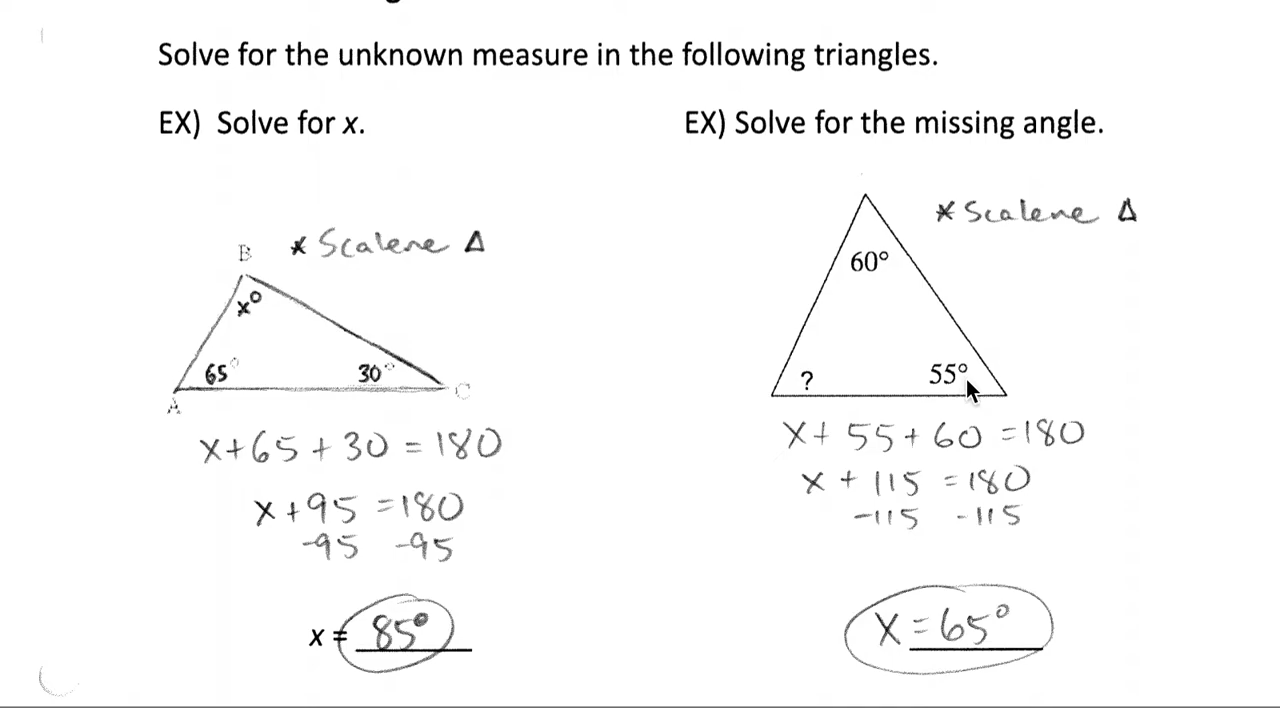 Solve for the unknown measure in the following triangles.
EX) Solve for x.
B
* Scalene Δ
x°
65°
30°
A
C
x+65+30=180
x+95=180
-95 -95
x = 85°
EX) Solve for the missing angle.
* Scalene Δ
60°
?
55°
x+55+60=180
x+115=180
-115 -115
x=65°